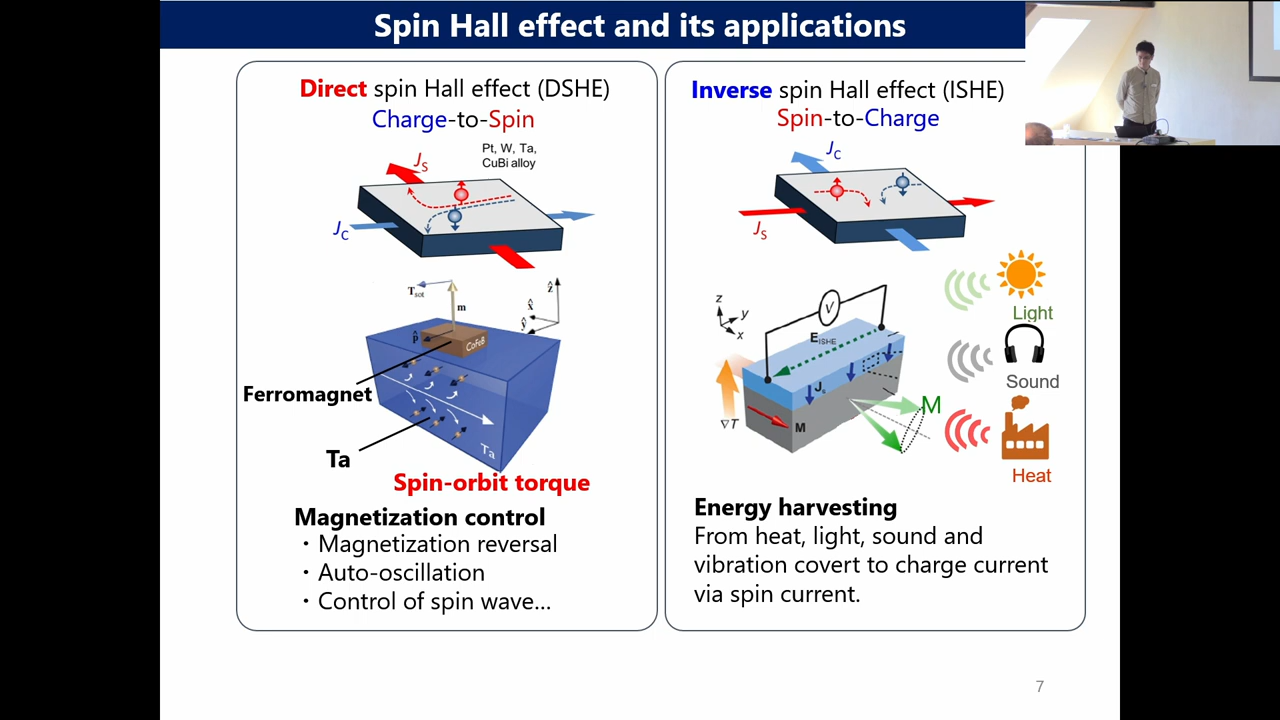 Spin Hall effect and its applications
Direct spin Hall effect (DSHE)
Charge-to-Spin
Pt, W, Ta,
CuBi alloy
JS
JC
Tsot
m
ẑ
x̂
ŷ
p̂
CoFeB
Ferromagnet
Ta
Ta
Spin-orbit torque
Magnetization control
・Magnetization reversal
・Auto-oscillation
・Control of spin wave…
Inverse spin Hall effect (ISHE)
Spin-to-Charge
JC
JS
z
y
x
V
EISHE
Js
∇T
M
M
Light
Sound
Heat
Energy harvesting
From heat, light, sound and
vibration covert to charge current
via spin current.
7